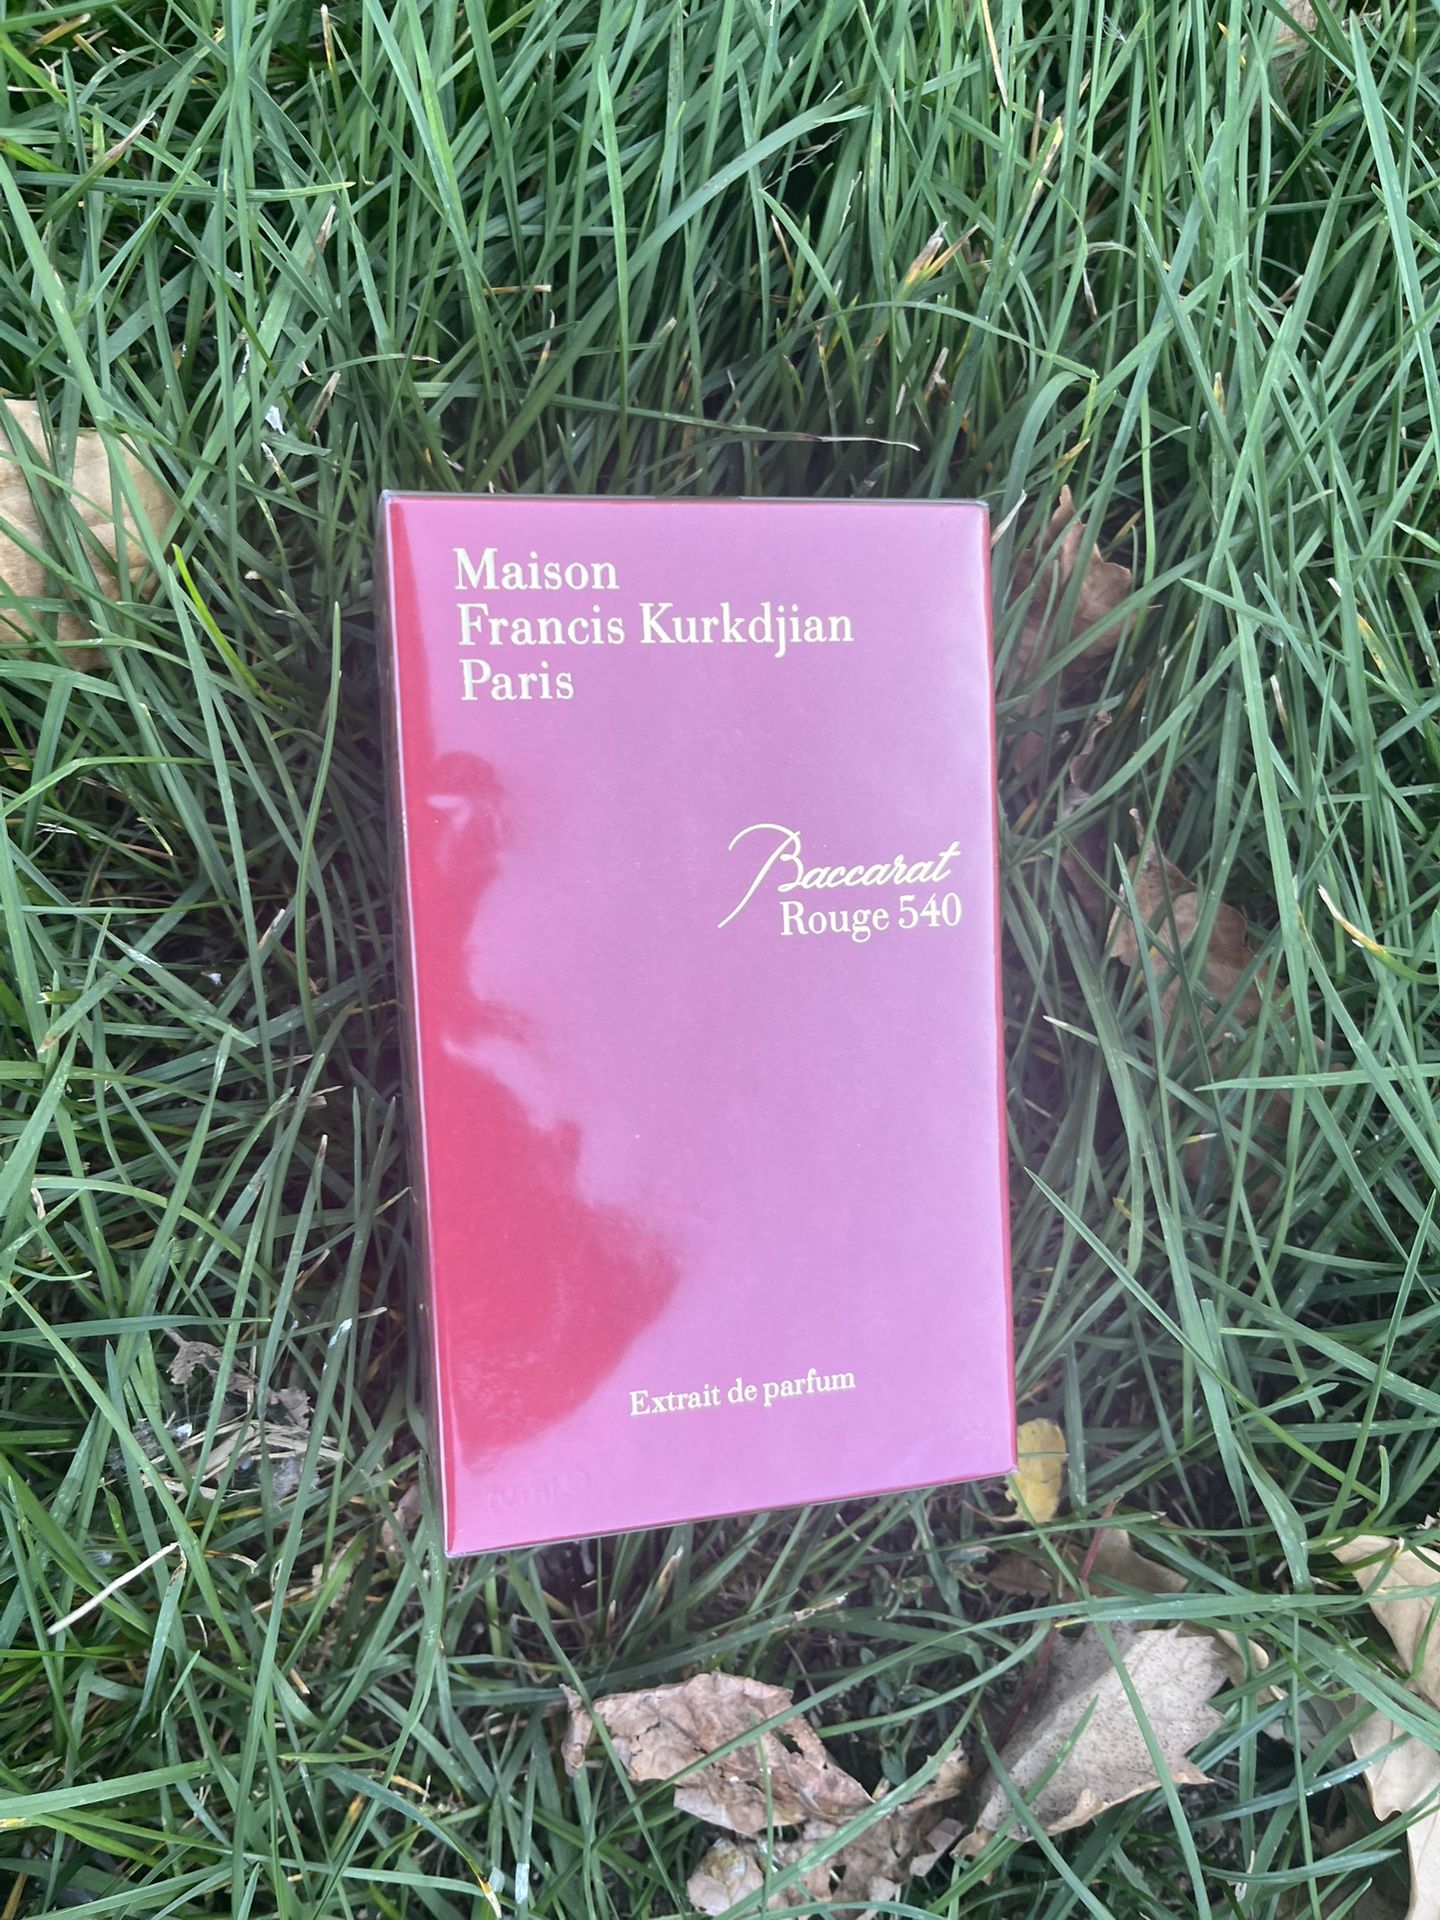 Maison
Francis Kurkdjian
Paris
Baccarat
Rouge 540
Extrait de parfum